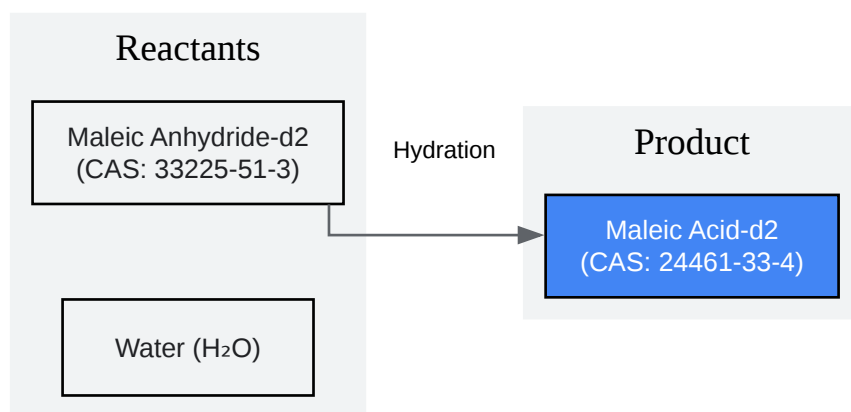 Reactants
Maleic Anhydride-d2
(CAS: 33225-51-3)
Water (H₂O)
Hydration
Product
Maleic Acid-d2
(CAS: 24461-33-4)